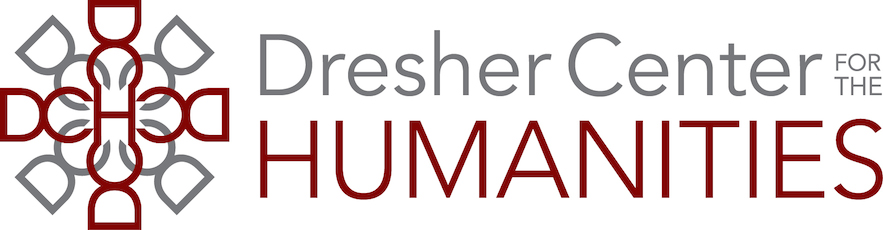 Dresher Center FOR THE
HUMANITIES